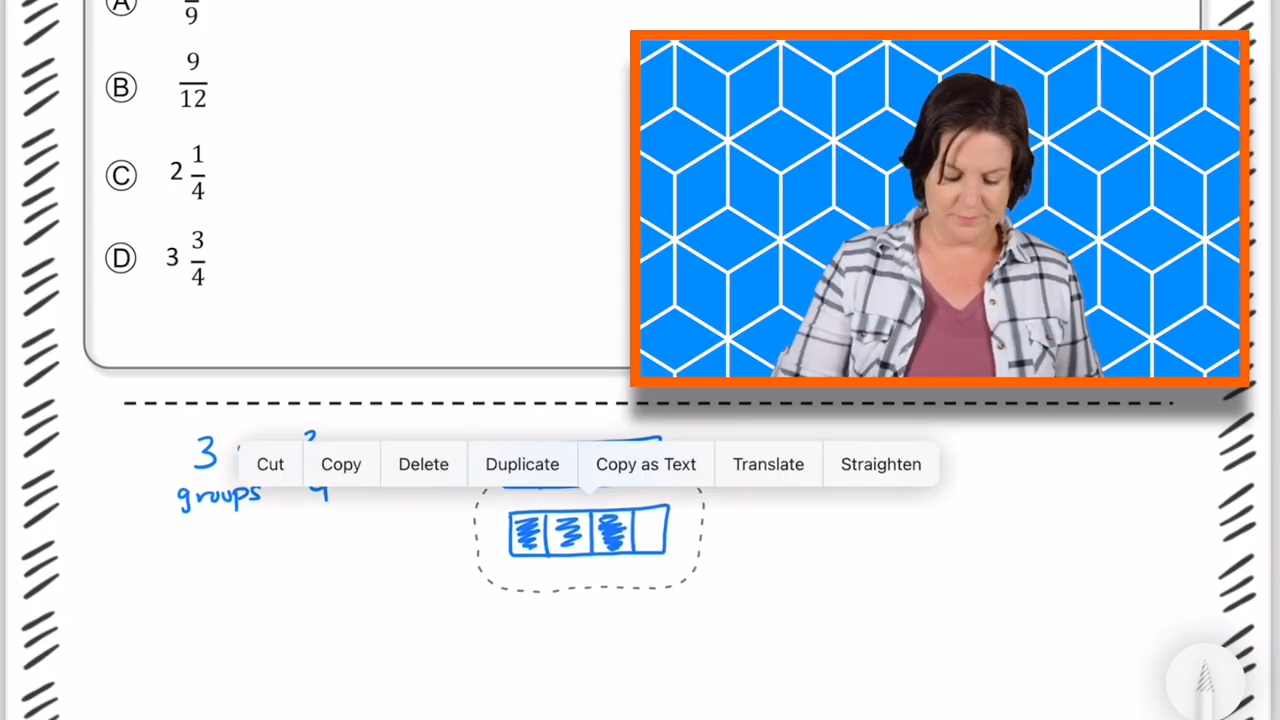 A
9
B 9/12
C 2 1/4
D 3 3/4
3
groups
Cut Copy Delete Duplicate Copy as Text Translate Straighten